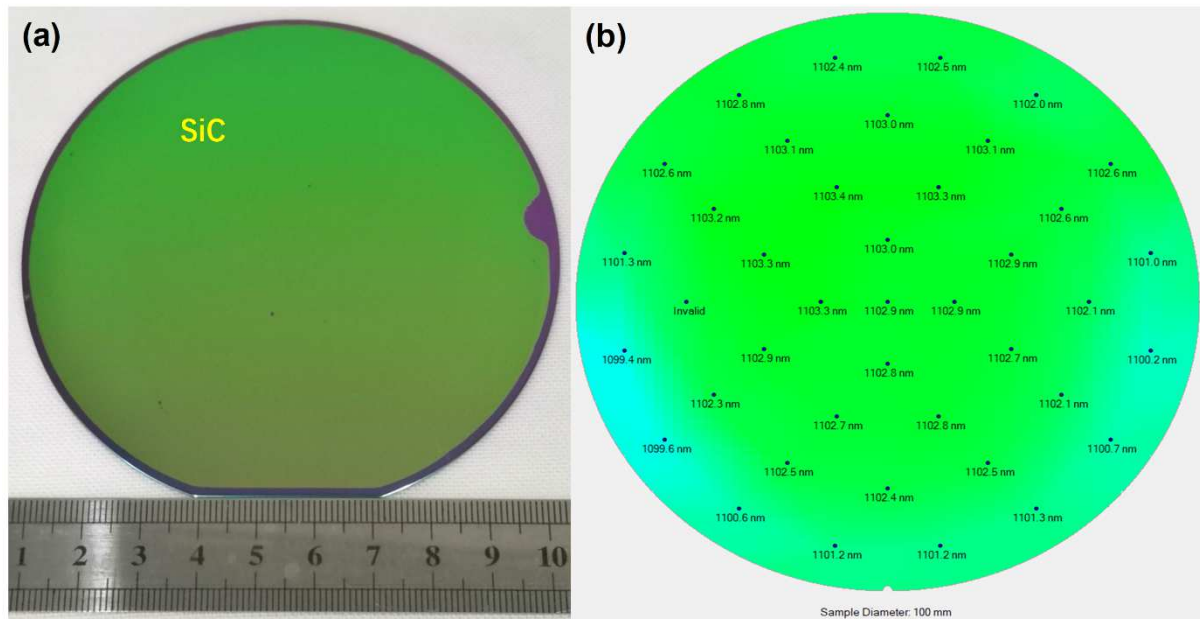 (a)
SiC
1 2 3 4 5 6 7 8 9 10
(b)
1102.4 nm 1102.5 nm
1102.8 nm 1102.0 nm
1103.0 nm
1103.1 nm 1103.1 nm
1102.6 nm 1102.6 nm
1103.4 nm 1103.3 nm
1103.2 nm 1102.6 nm
1103.0 nm
1101.3 nm 1103.3 nm 1102.9 nm 1101.0 nm
Invalid 1103.3 nm 1102.9 nm 1102.9 nm 1102.1 nm
1099.4 nm 1102.9 nm 1102.7 nm 1100.2 nm
1102.8 nm
1102.3 nm 1102.1 nm
1102.7 nm 1102.8 nm
1099.6 nm 1100.7 nm
1102.5 nm 1102.5 nm
1102.4 nm
1100.6 nm 1101.3 nm
1101.2 nm 1101.2 nm
Sample Diameter: 100 mm